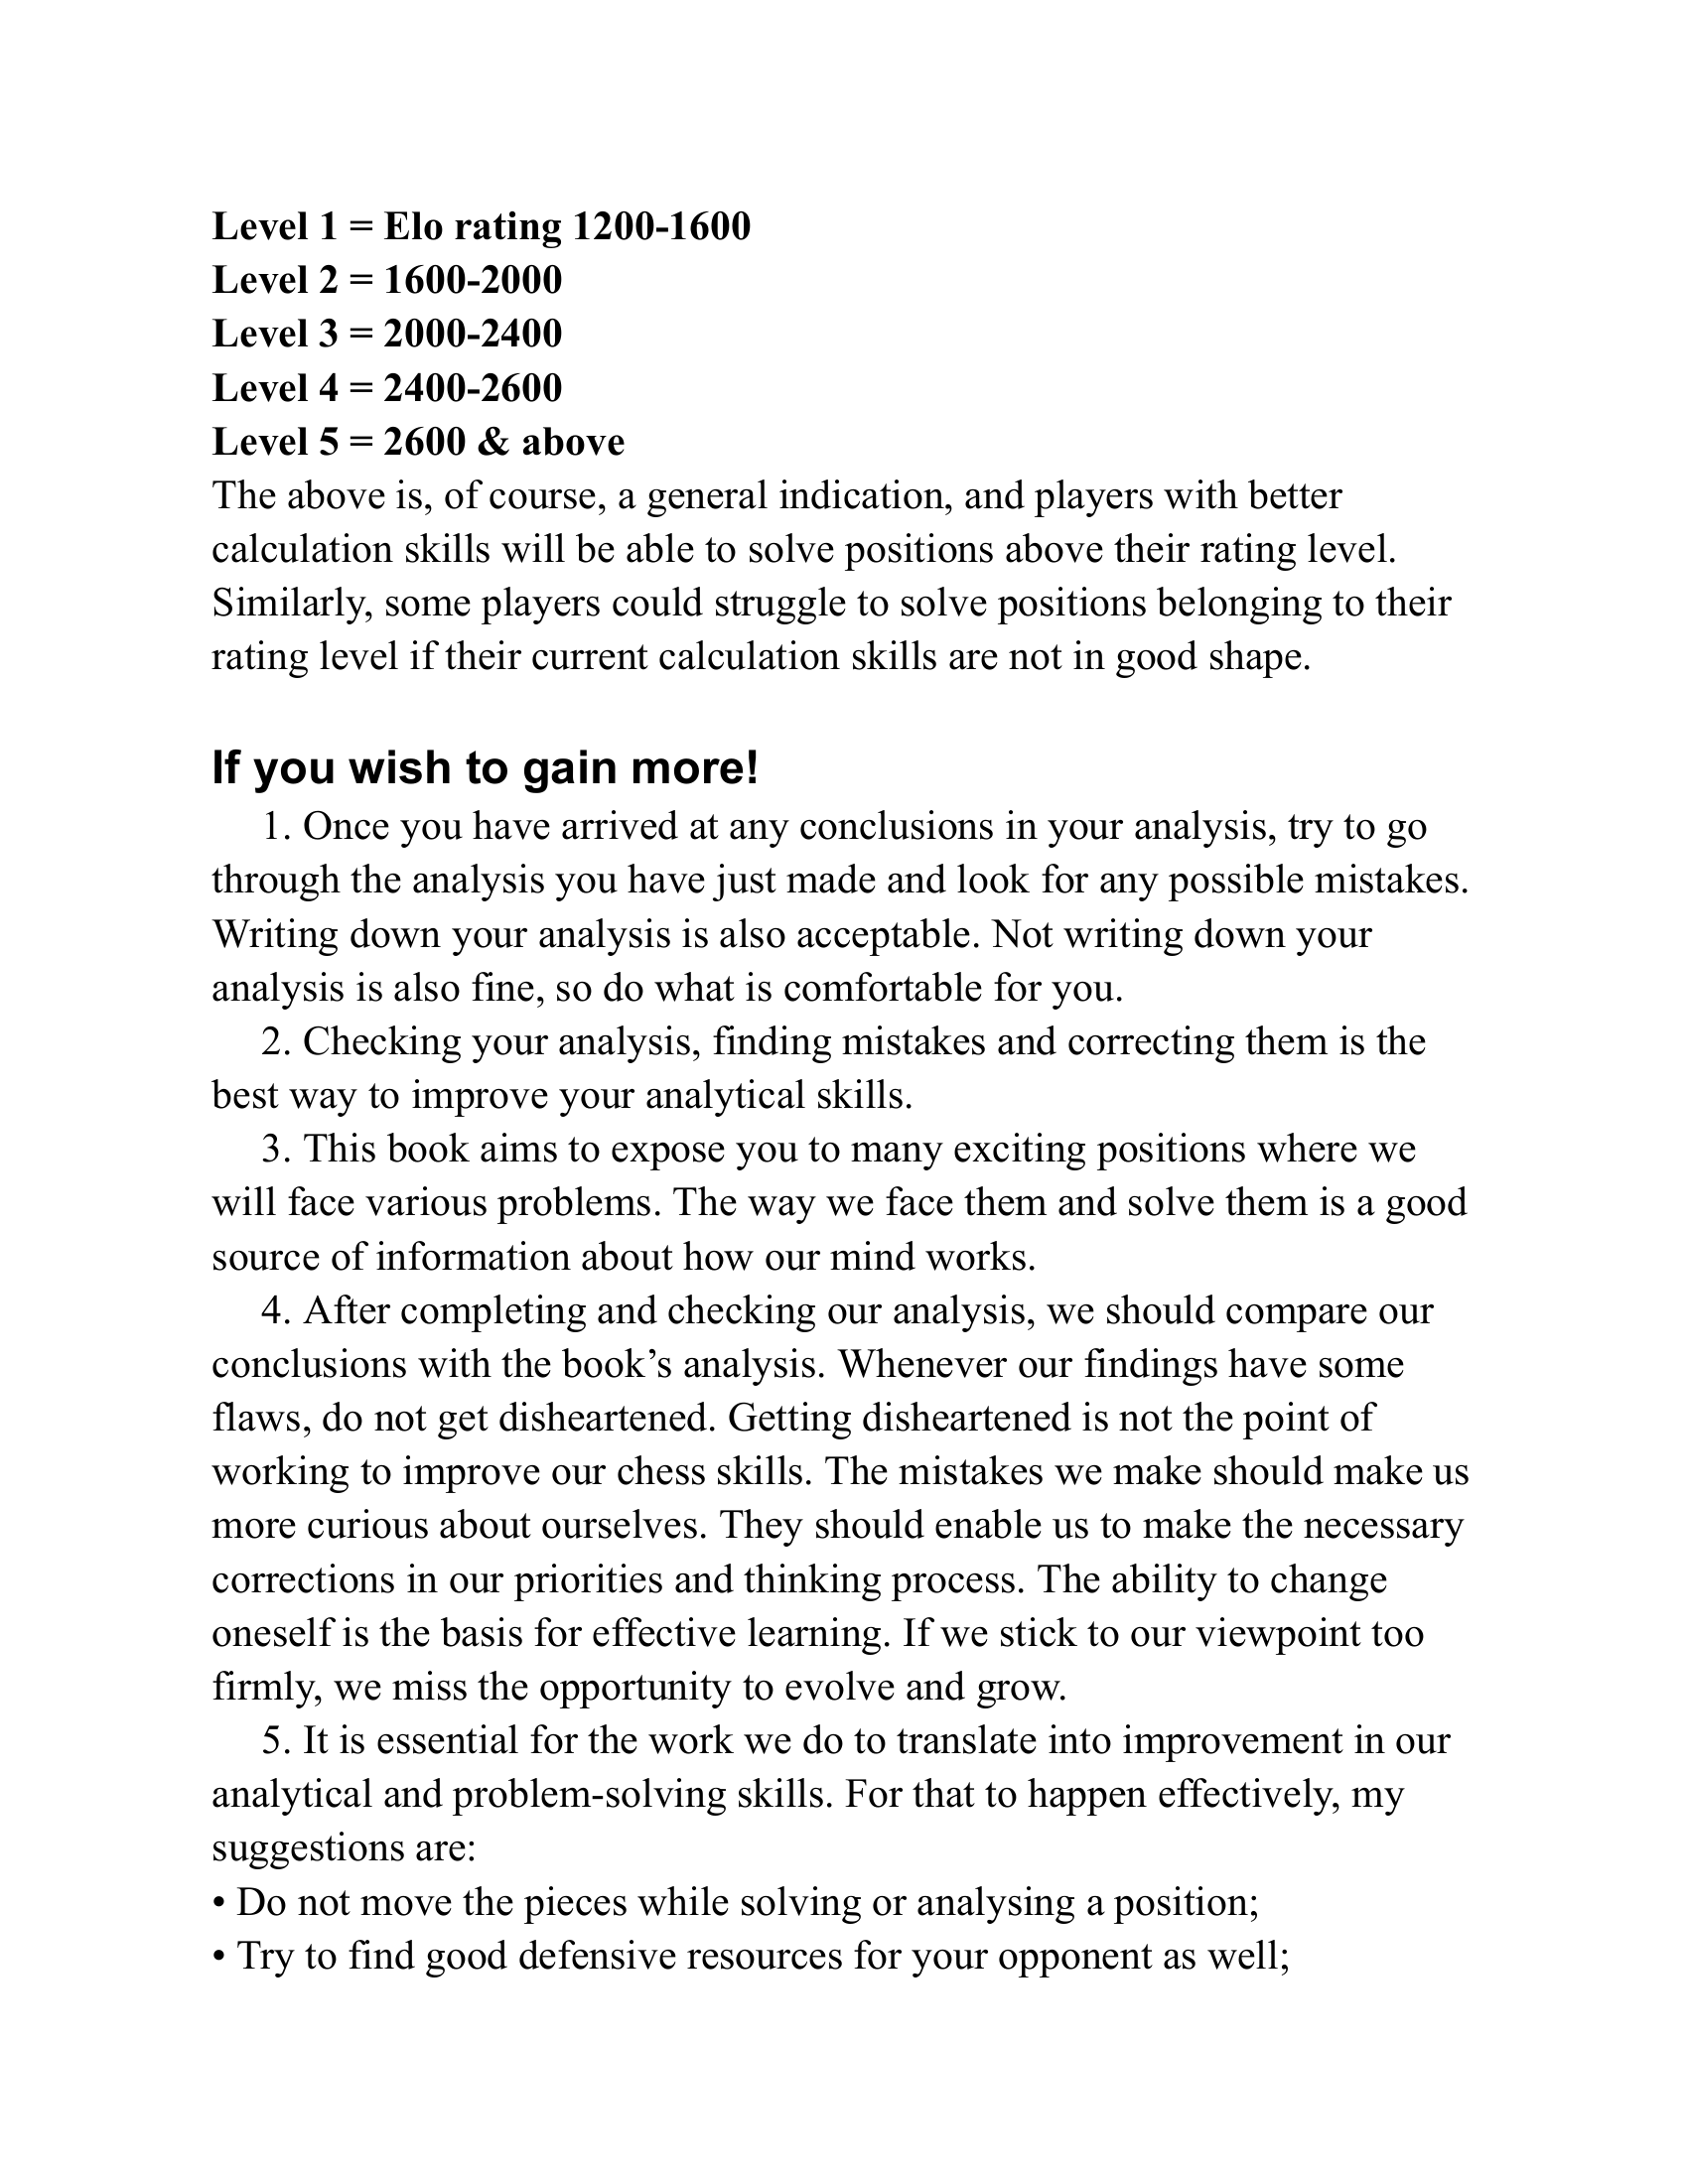 Level 1 = Elo rating 1200-1600
Level 2 = 1600-2000
Level 3 = 2000-2400
Level 4 = 2400-2600
Level 5 = 2600 & above
The above is, of course, a general indication, and players with better
calculation skills will be able to solve positions above their rating level.
Similarly, some players could struggle to solve positions belonging to their
rating level if their current calculation skills are not in good shape.
If you wish to gain more!
1. Once you have arrived at any conclusions in your analysis, try to go
through the analysis you have just made and look for any possible mistakes.
Writing down your analysis is also acceptable. Not writing down your
analysis is also fine, so do what is comfortable for you.
2. Checking your analysis, finding mistakes and correcting them is the
best way to improve your analytical skills.
3. This book aims to expose you to many exciting positions where we
will face various problems. The way we face them and solve them is a good
source of information about how our mind works.
4. After completing and checking our analysis, we should compare our
conclusions with the book’s analysis. Whenever our findings have some
flaws, do not get disheartened. Getting disheartened is not the point of
working to improve our chess skills. The mistakes we make should make us
more curious about ourselves. They should enable us to make the necessary
corrections in our priorities and thinking process. The ability to change
oneself is the basis for effective learning. If we stick to our viewpoint too
firmly, we miss the opportunity to evolve and grow.
5. It is essential for the work we do to translate into improvement in our
analytical and problem-solving skills. For that to happen effectively, my
suggestions are:
• Do not move the pieces while solving or analysing a position;
• Try to find good defensive resources for your opponent as well;